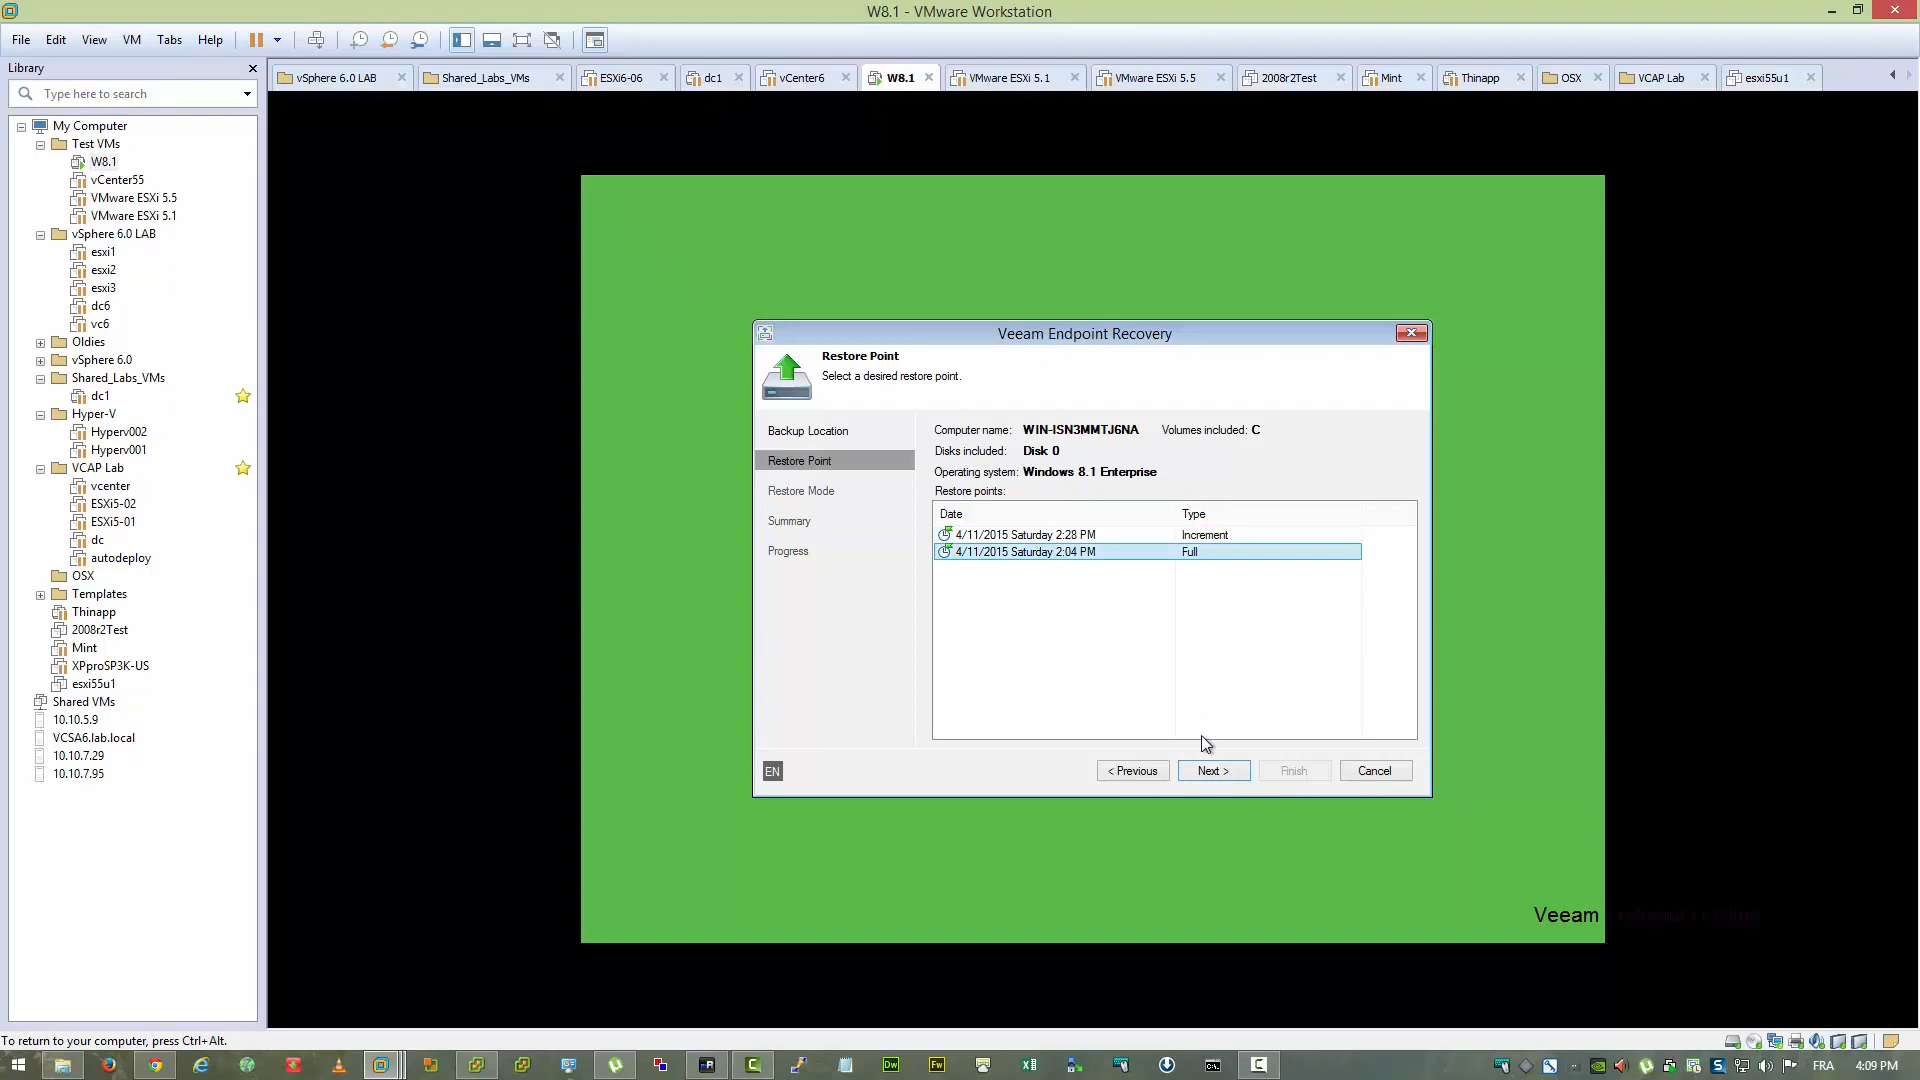 W8.1 - VMware Workstation
File Edit View VM Tabs Help
Library
vSphere 6.0 LAB Shared_Labs_VMs ESXi6-06 dc1 vCenter6 W8.1 VMware ESXi 5.1 VMware ESXi 5.5 2008r2Test Mint Thinapp OSX VCAP Lab esxi55u1
Type here to search
My Computer
Test VMs
W8.1
vCenter55
VMware ESXi 5.5
VMware ESXi 5.1
vSphere 6.0 LAB
esxi1
esxi2
esxi3
dc6
vc6
Oldies
vSphere 6.0
Shared_Labs_VMs
dc1
Hyper-V
Hyperv002
Hyperv001
VCAP Lab
vcenter
ESXi5-02
ESXi5-01
dc
autodeploy
OSX
Templates
Thinapp
2008r2Test
Mint
XPproSP3K-US
esxi55u1
Shared VMs
10.10.5.9
VCSA6.lab.local
10.10.7.29
10.10.7.95
Veeam Endpoint Recovery
Restore Point
Select a desired restore point.
Backup Location
Restore Point
Restore Mode
Summary
Progress
Computer name: WIN-ISN3MMTJ6NA Volumes included: C
Disks included: Disk 0
Operating system: Windows 8.1 Enterprise
Restore points:
Date Type
4/11/2015 Saturday 2:28 PM Increment
4/11/2015 Saturday 2:04 PM Full
EN
< Previous Next > Finish Cancel
Veeam
To return to your computer, press Ctrl+Alt.
Dw Fw FRA 4:09 PM